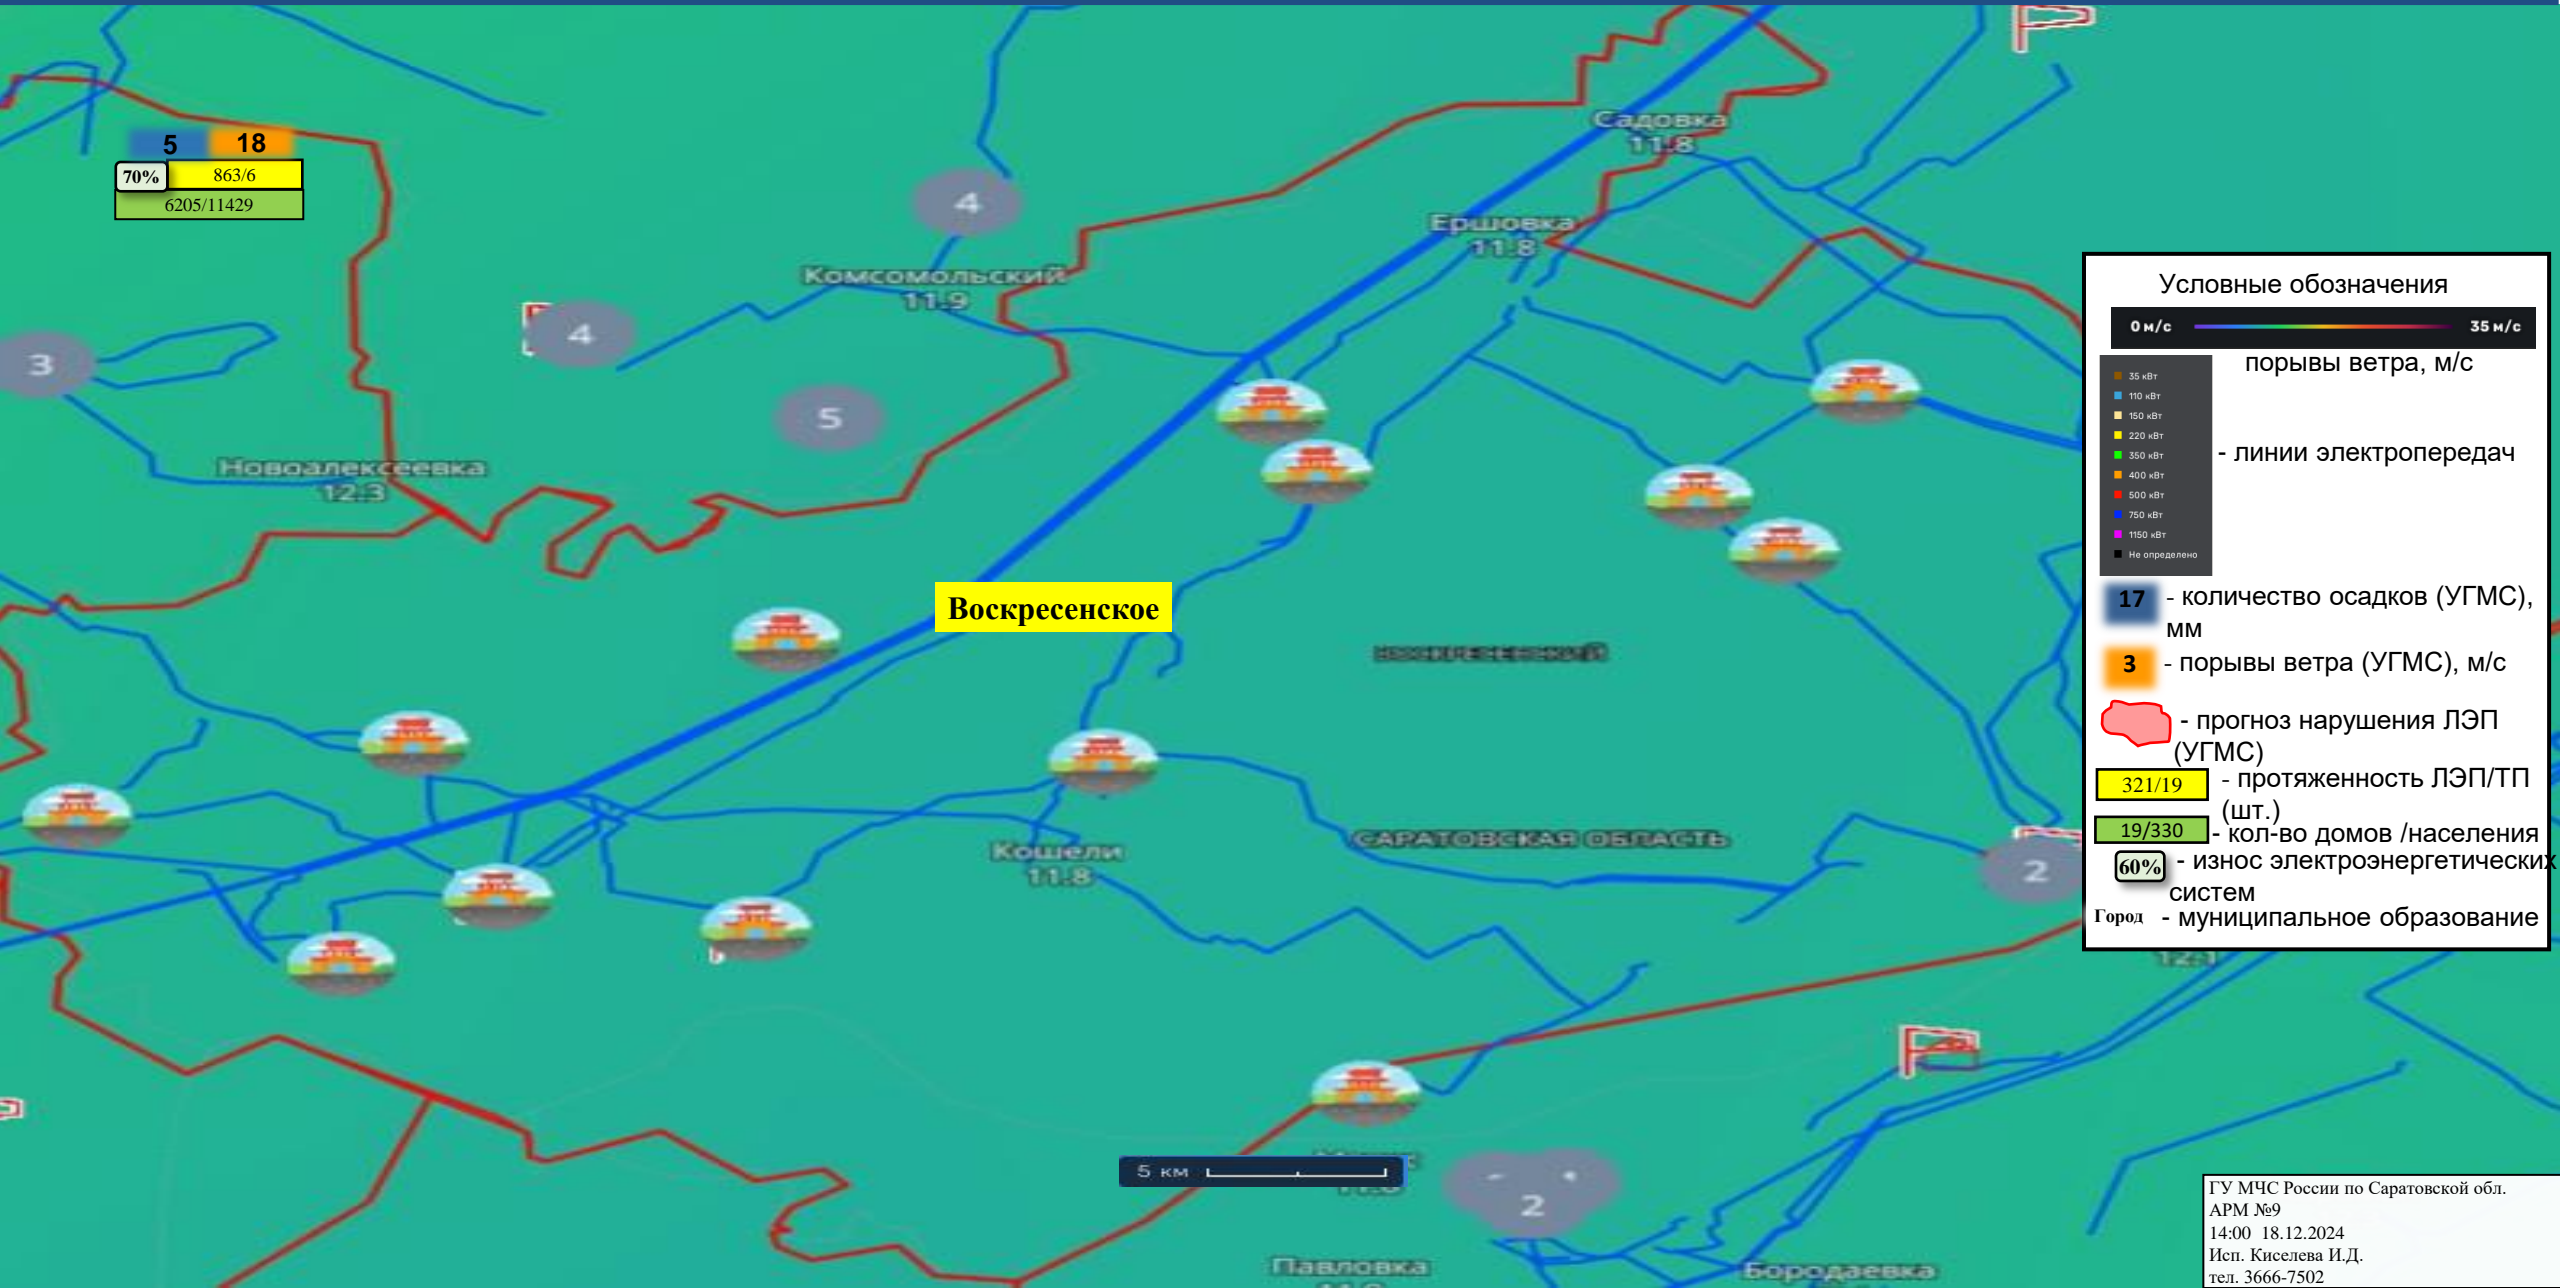 5 18
70% 863/6
6205/11429
Садовка
11.8
4
Ершовка
11.8
Комсомольский
11.9
4
3
5
Новоалексеевка
12.3
Воскресенское
ВОСКРЕСЕНСКИЙ
САРАТОВСКАЯ ОБЛАСТЬ
Кошели
11.8
2
12.1
5 км
2
Павловка
Бородаевка
Условные обозначения
0 м/с 35 м/с
порывы ветра, м/с
35 кВт
110 кВт
150 кВт
220 кВт
350 кВт
400 кВт
500 кВт
750 кВт
1150 кВт
Не определено
- линии электропередач
17 - количество осадков (УГМС),
мм
3 - порывы ветра (УГМС), м/с
- прогноз нарушения ЛЭП
(УГМС)
321/19 - протяженность ЛЭП/ТП
(шт.)
19/330 - кол-во домов /населения
60% - износ электроэнергетических
систем
Город - муниципальное образование
ГУ МЧС России по Саратовской обл.
АРМ №9
14:00 18.12.2024
Исп. Киселева И.Д.
тел. 3666-7502